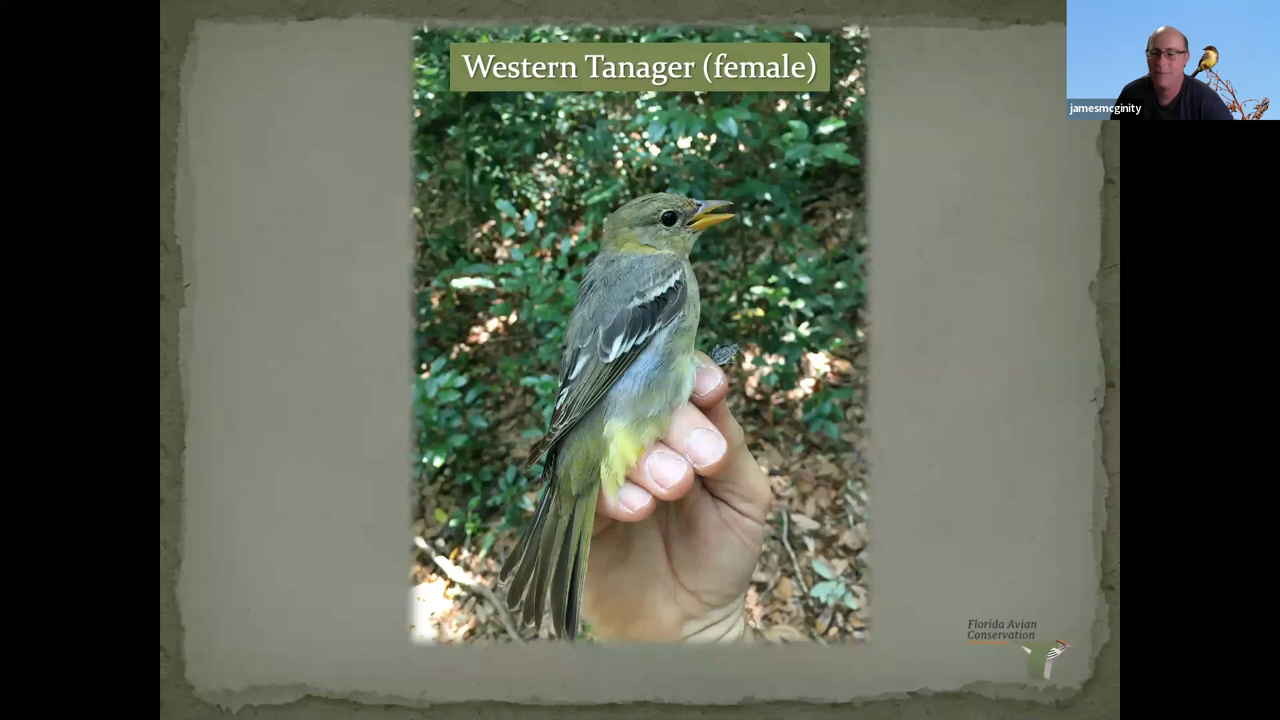 Western Tanager (female)
jamesmcginity
Florida Avian
Conservation